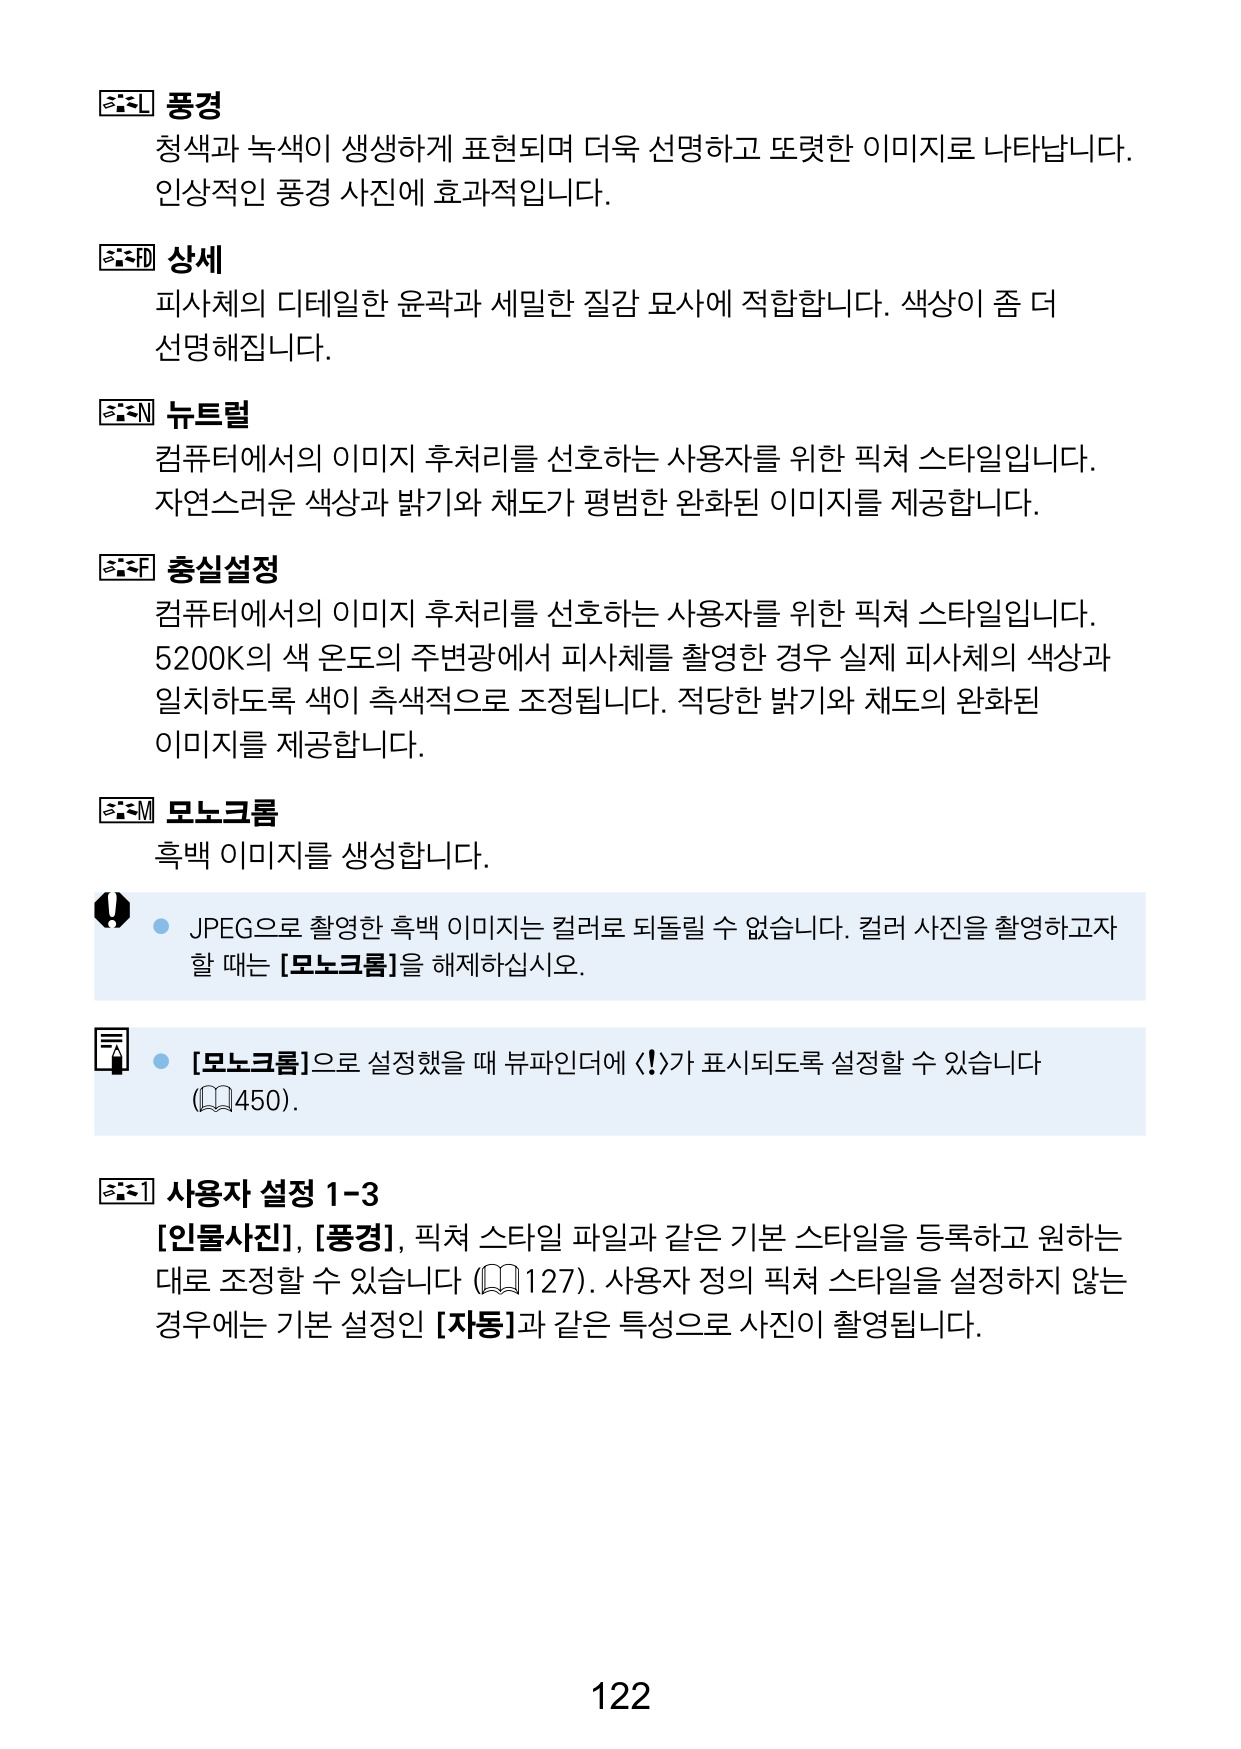 L 풍경
청색과 녹색이 생생하게 표현되며 더욱 선명하고 또렷한 이미지로 나타납니다.
인상적인 풍경 사진에 효과적입니다.
FD 상세
피사체의 디테일한 윤곽과 세밀한 질감 묘사에 적합합니다. 색상이 좀 더
선명해집니다.
N 뉴트럴
컴퓨터에서의 이미지 후처리를 선호하는 사용자를 위한 픽쳐 스타일입니다.
자연스러운 색상과 밝기와 채도가 평범한 완화된 이미지를 제공합니다.
F 충실설정
컴퓨터에서의 이미지 후처리를 선호하는 사용자를 위한 픽쳐 스타일입니다.
5200K의 색 온도의 주변광에서 피사체를 촬영한 경우 실제 피사체의 색상과
일치하도록 색이 측색적으로 조정됩니다. 적당한 밝기와 채도의 완화된
이미지를 제공합니다.
M 모노크롬
흑백 이미지를 생성합니다.
● JPEG으로 촬영한 흑백 이미지는 컬러로 되돌릴 수 없습니다. 컬러 사진을 촬영하고자
할 때는 [모노크롬]을 해제하십시오.
● [모노크롬]으로 설정했을 때 뷰파인더에 〈!〉가 표시되도록 설정할 수 있습니다
(450).
1 사용자 설정 1-3
[인물사진], [풍경], 픽쳐 스타일 파일과 같은 기본 스타일을 등록하고 원하는
대로 조정할 수 있습니다 (127). 사용자 정의 픽쳐 스타일을 설정하지 않는
경우에는 기본 설정인 [자동]과 같은 특성으로 사진이 촬영됩니다.
122